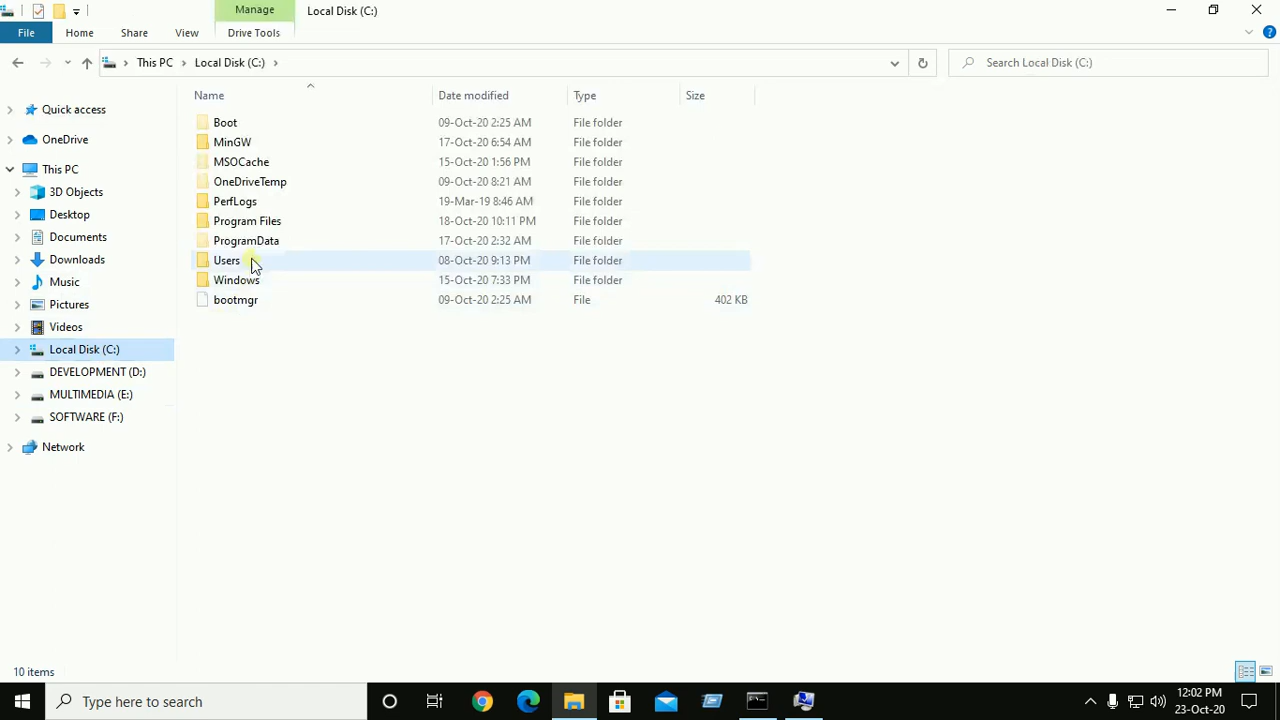 Manage
Local Disk (C:)
File
Home
Share
View
Drive Tools
This PC
Local Disk (C:)
Search Local Disk (C:)
Name
Date modified
Type
Size
Quick access
OneDrive
This PC
3D Objects
Desktop
Documents
Downloads
Music
Pictures
Videos
Local Disk (C:)
DEVELOPMENT (D:)
MULTIMEDIA (E:)
SOFTWARE (F:)
Network
Boot 09-Oct-20 2:25 AM File folder
MinGW 17-Oct-20 6:54 AM File folder
MSOCache 15-Oct-20 1:56 PM File folder
OneDriveTemp 09-Oct-20 8:21 AM File folder
PerfLogs 19-Mar-19 8:46 AM File folder
Program Files 18-Oct-20 10:11 PM File folder
ProgramData 17-Oct-20 2:32 AM File folder
Users 08-Oct-20 9:13 PM File folder
Windows 15-Oct-20 7:33 PM File folder
bootmgr 09-Oct-20 2:25 AM File 402 KB
10 items
Type here to search
12:02 PM
23-Oct-20